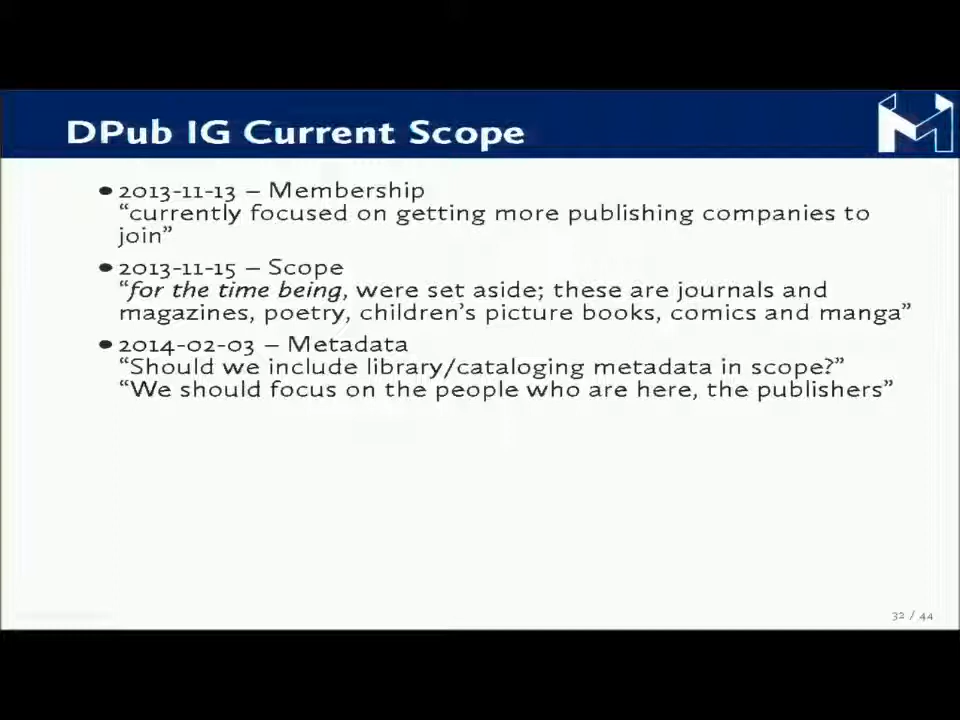 DPub IG Current Scope
• 2013-11-13 – Membership
“currently focused on getting more publishing companies to
join”
• 2013-11-15 – Scope
“for the time being, were set aside; these are journals and
magazines, poetry, children’s picture books, comics and manga”
• 2014-02-03 – Metadata
“Should we include library/cataloging metadata in scope?”
“We should focus on the people who are here, the publishers”
32 / 44